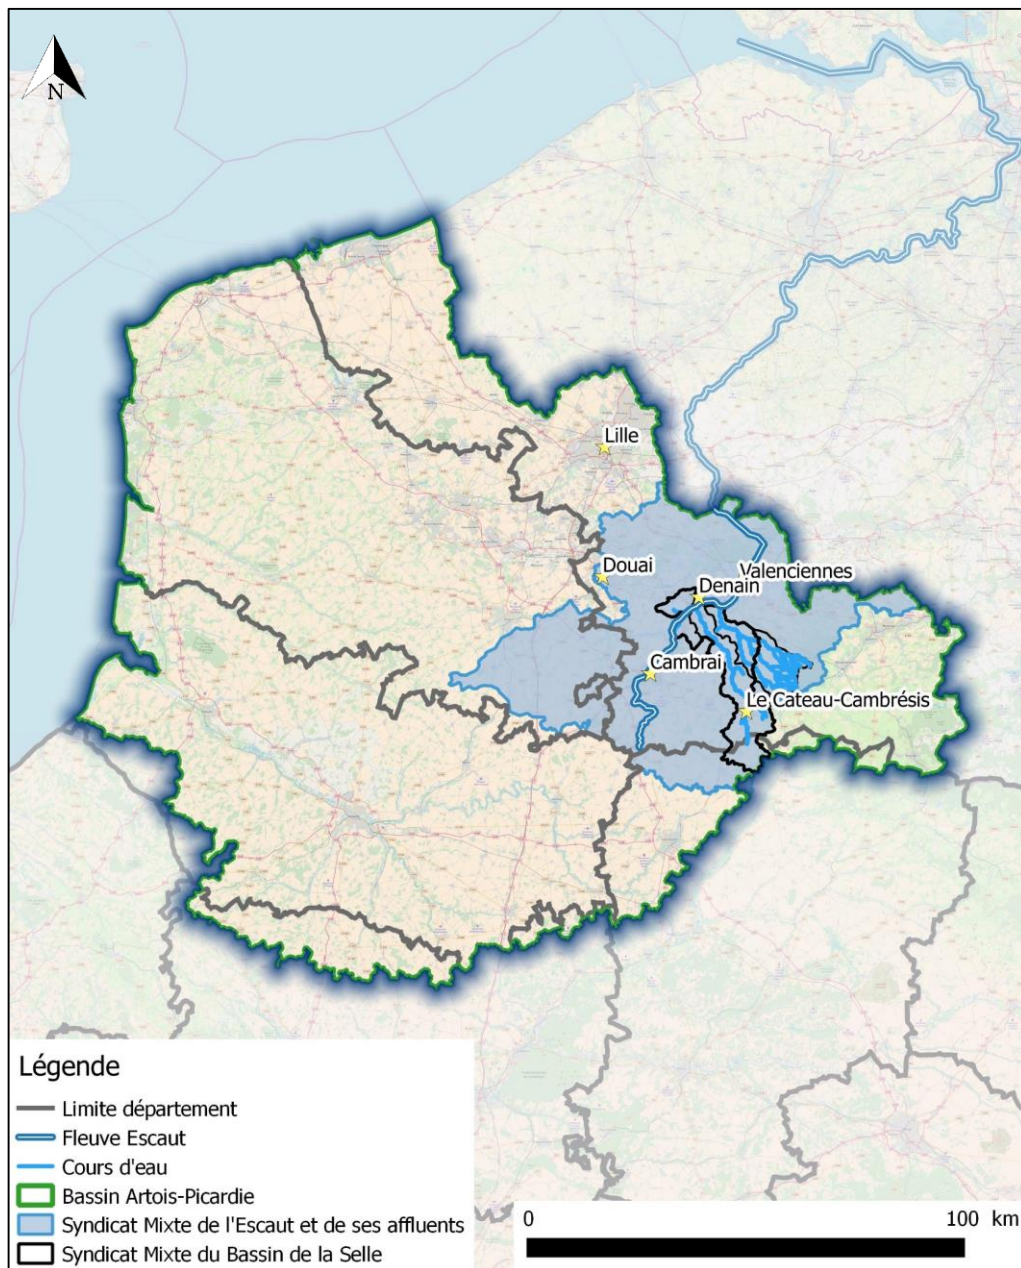 N
Lille
Douai
Valenciennes
Denain
Cambrai
Le Cateau-Cambrésis
Légende
Limite département
Fleuve Escaut
Cours d'eau
Bassin Artois-Picardie
Syndicat Mixte de l'Escaut et de ses affluents
Syndicat Mixte du Bassin de la Selle
0 100 km